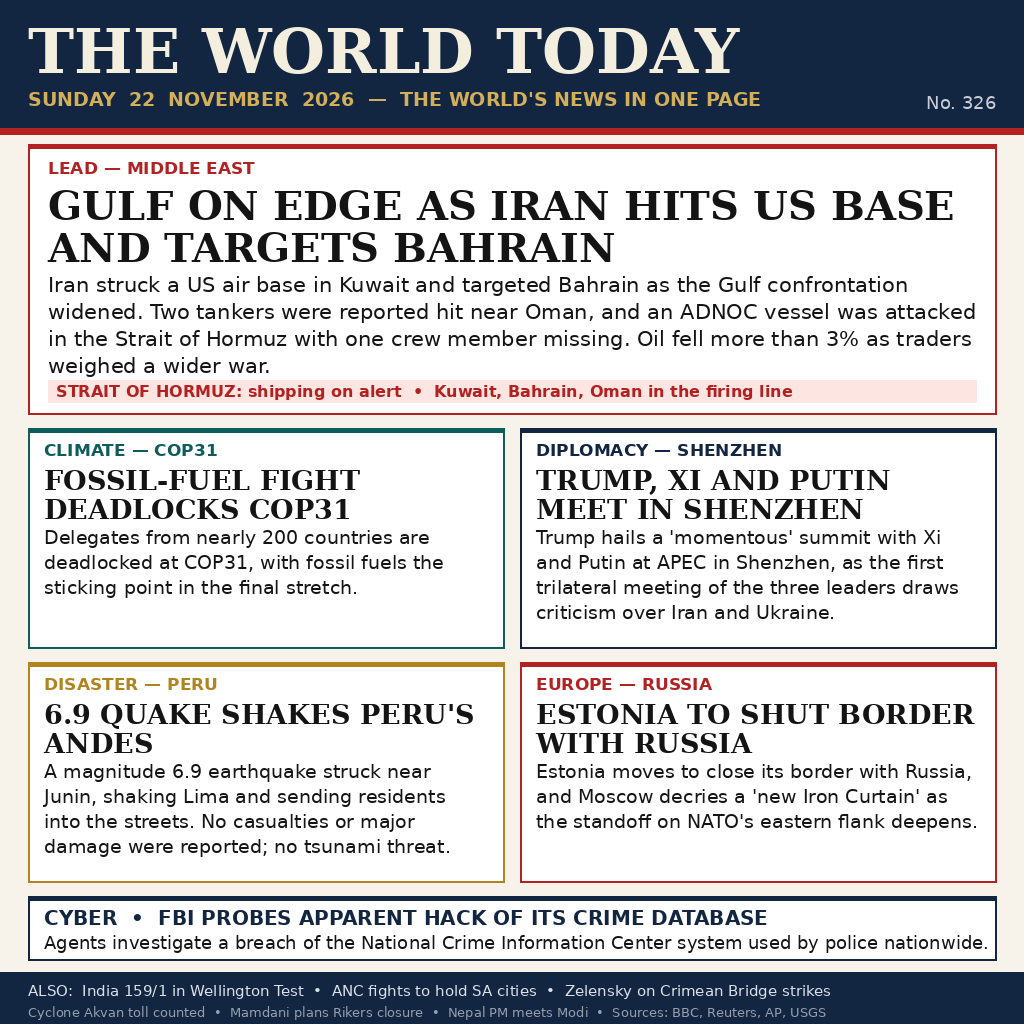 THE WORLD TODAY
SUNDAY 22 NOVEMBER 2026 — THE WORLD'S NEWS IN ONE PAGE
No. 326
LEAD — MIDDLE EAST
GULF ON EDGE AS IRAN HITS US BASE
AND TARGETS BAHRAIN
Iran struck a US air base in Kuwait and targeted Bahrain as the Gulf confrontation
widened. Two tankers were reported hit near Oman, and an ADNOC vessel was attacked
in the Strait of Hormuz with one crew member missing. Oil fell more than 3% as traders
weighed a wider war.
STRAIT OF HORMUZ: shipping on alert • Kuwait, Bahrain, Oman in the firing line
CLIMATE — COP31
FOSSIL-FUEL FIGHT
DEADLOCKS COP31
Delegates from nearly 200 countries are
deadlocked at COP31, with fossil fuels the
sticking point in the final stretch.
DIPLOMACY — SHENZHEN
TRUMP, XI AND PUTIN
MEET IN SHENZHEN
Trump hails a 'momentous' summit with Xi
and Putin at APEC in Shenzhen, as the first
trilateral meeting of the three leaders draws
criticism over Iran and Ukraine.
DISASTER — PERU
6.9 QUAKE SHAKES PERU'S
ANDES
A magnitude 6.9 earthquake struck near
Junin, shaking Lima and sending residents
into the streets. No casualties or major
damage were reported; no tsunami threat.
EUROPE — RUSSIA
ESTONIA TO SHUT BORDER
WITH RUSSIA
Estonia moves to close its border with Russia,
and Moscow decries a 'new Iron Curtain' as
the standoff on NATO's eastern flank deepens.
CYBER • FBI PROBES APPARENT HACK OF ITS CRIME DATABASE
Agents investigate a breach of the National Crime Information Center system used by police nationwide.
ALSO: India 159/1 in Wellington Test • ANC fights to hold SA cities • Zelensky on Crimean Bridge strikes
Cyclone Akvan toll counted • Mamdani plans Rikers closure • Nepal PM meets Modi • Sources: BBC, Reuters, AP, USGS